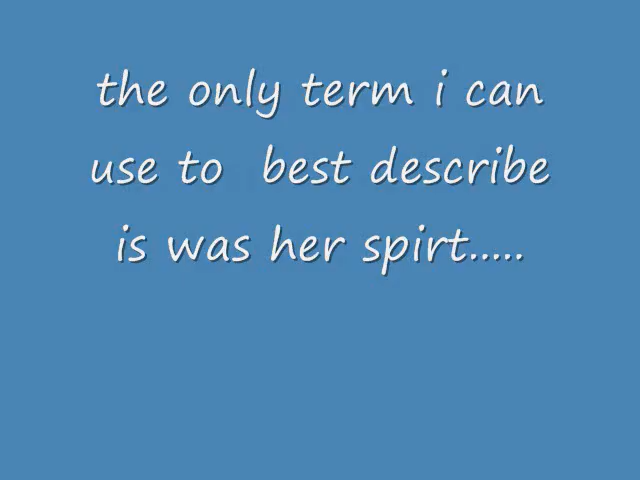 the only term i can
use to  best describe
is was her spirt.....